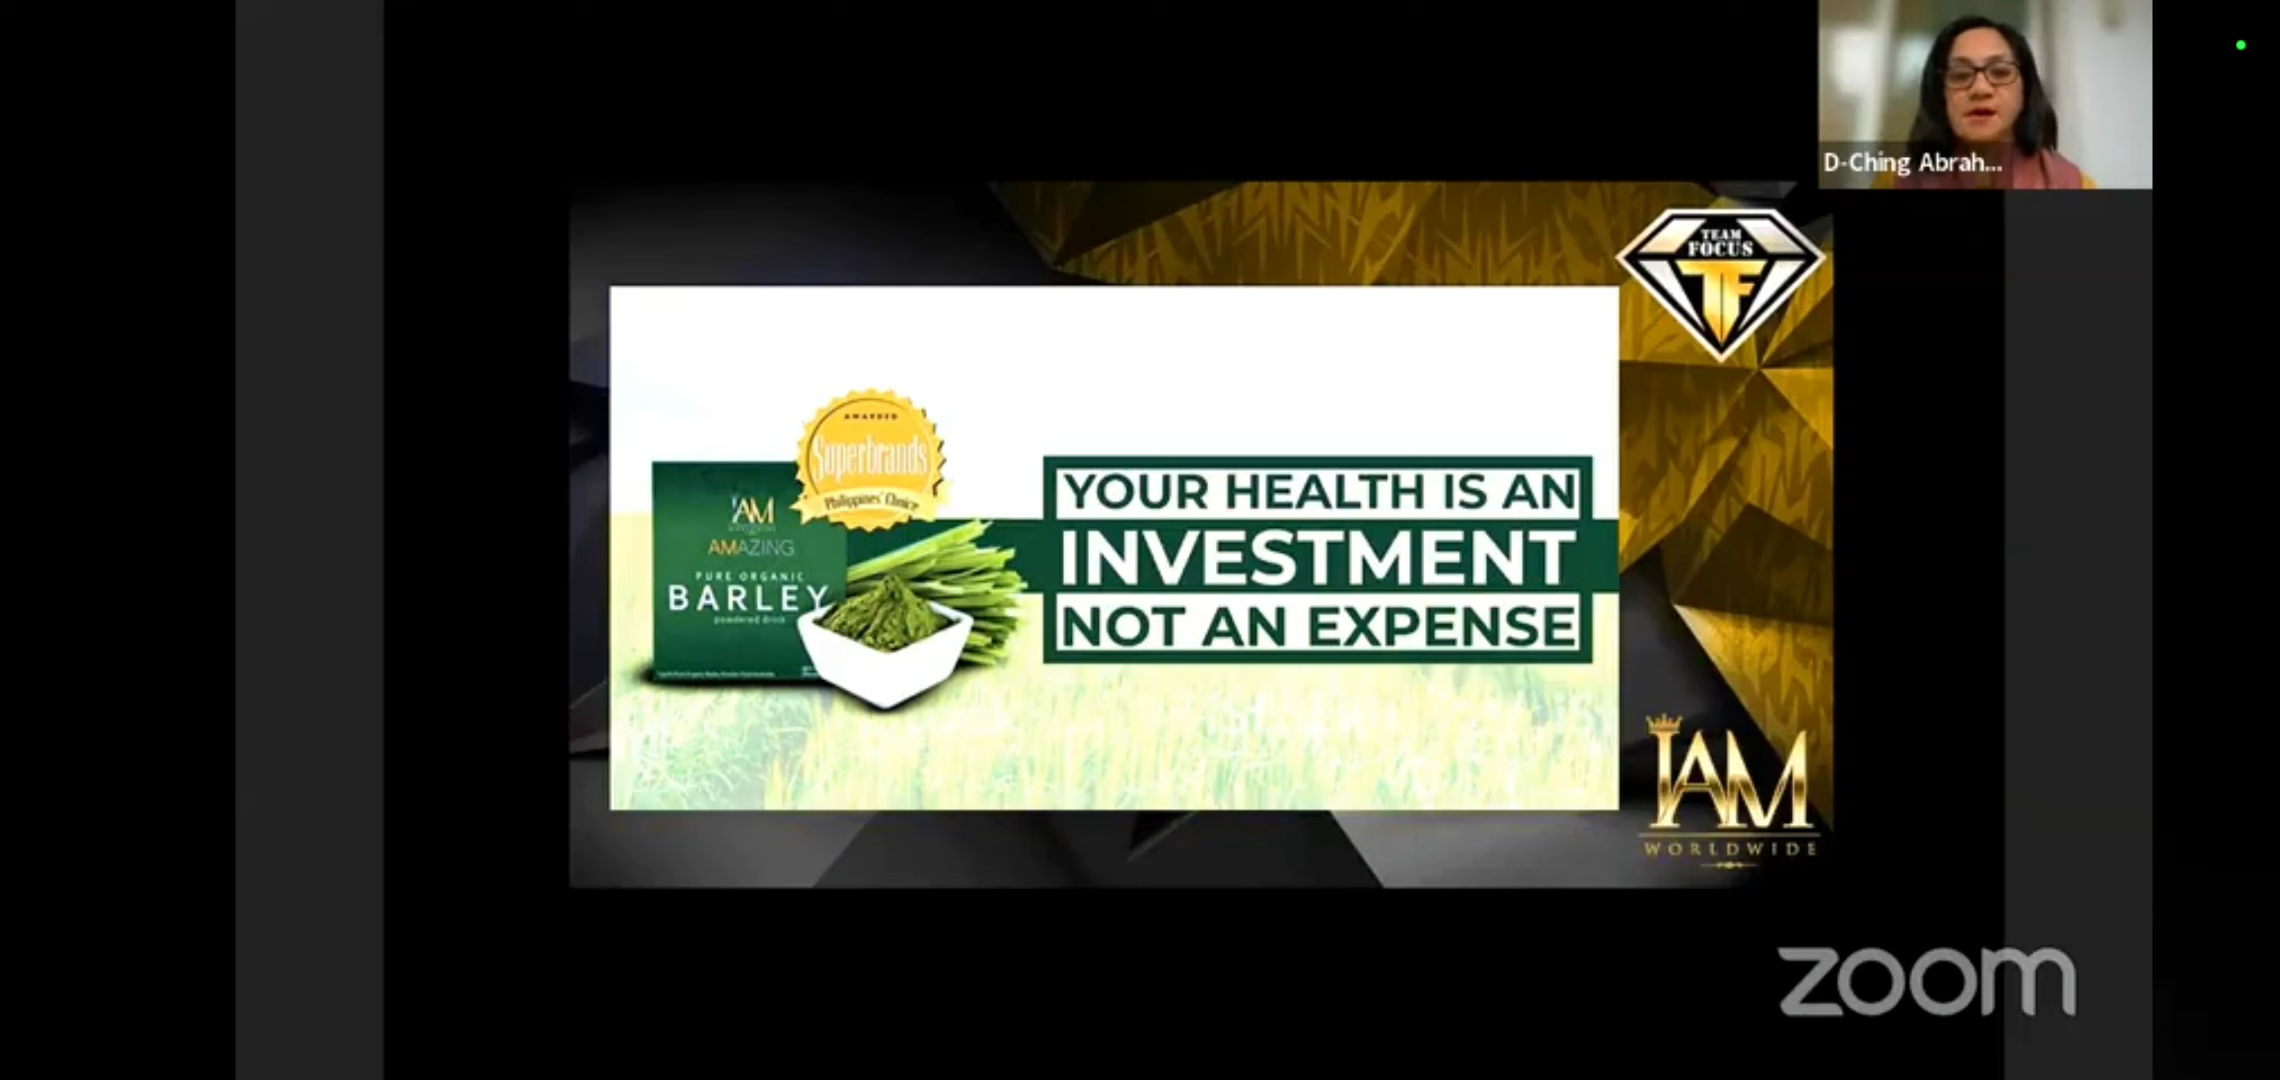 D-Ching Abrah...
TEAM
FOCUS
TF
AWARDED
Superbrands
Philippines' Choice
IAM
AMAZING
PURE ORGANIC
BARLEY
powdered drink
YOUR HEALTH IS AN
INVESTMENT
NOT AN EXPENSE
IAM
WORLDWIDE
zoom